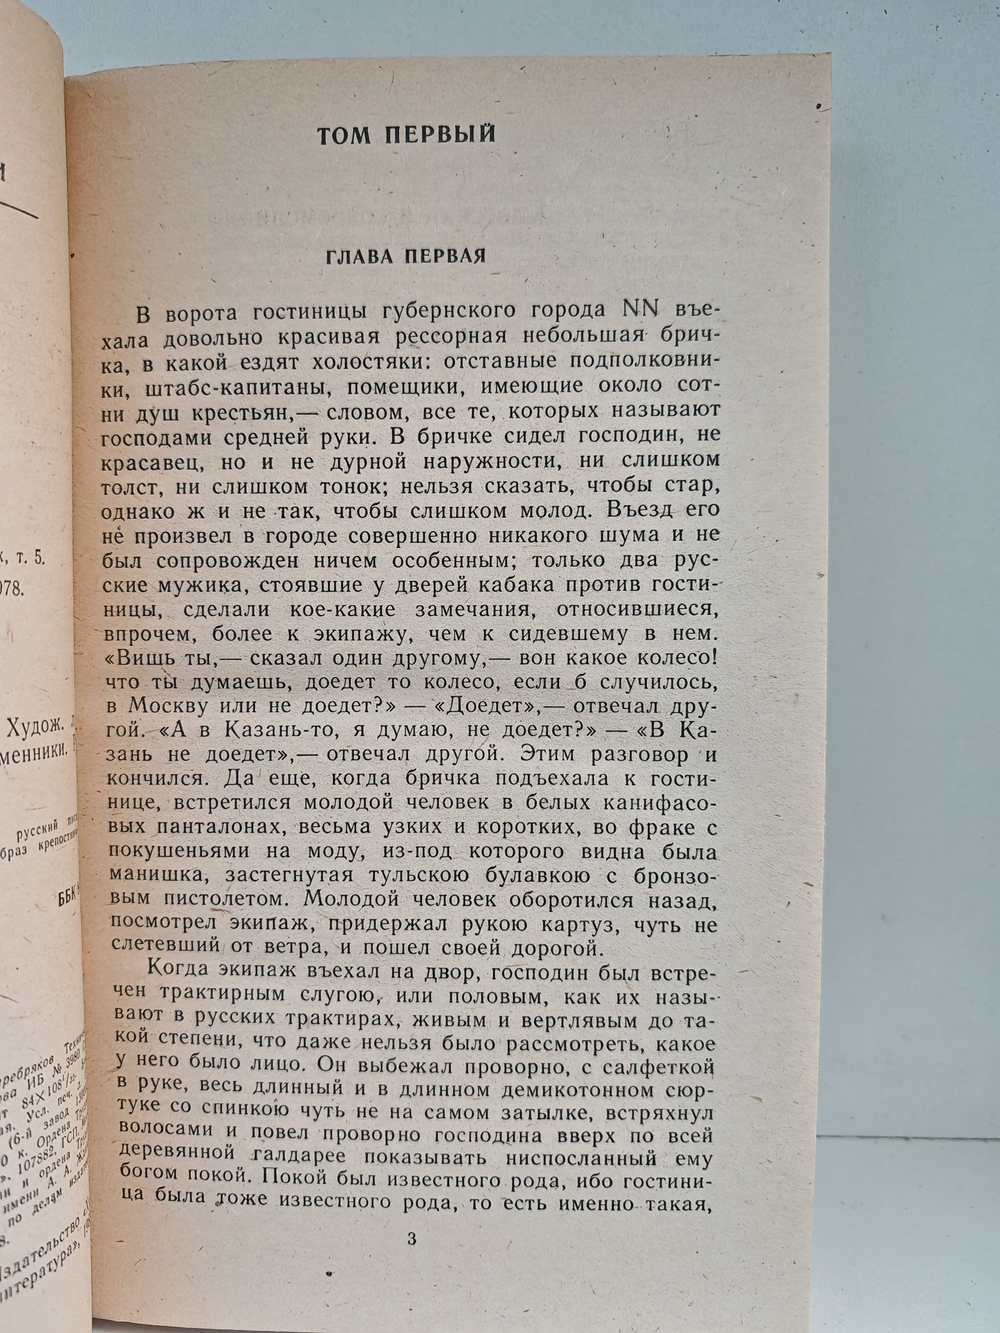 т. 5.
Худож.
менники.
русский
ББК
ТОМ ПЕРВЫЙ
ГЛАВА ПЕРВАЯ
В ворота гостиницы губернского города NN въе-
хала довольно красивая рессорная небольшая брич-
ка, в какой ездят холостяки: отставные подполковни-
ки, штабс-капитаны, помещики, имеющие около сот-
ни душ крестьян,— словом, все те, которых называют
господами средней руки. В бричке сидел господин, не
красавец, но и не дурной наружности, ни слишком
толст, ни слишком тонок; нельзя сказать, чтобы стар,
однако ж и не так, чтобы слишком молод. Въезд его
не произвел в городе совершенно никакого шума и не
был сопровожден ничем особенным; только два рус-
ские мужика, стоявшие у дверей кабака против гости-
ницы, сделали кое-какие замечания, относившиеся,
впрочем, более к экипажу, чем к сидевшему в нем.
«Вишь ты,— сказал один другому,— вон какое колесо!
что ты думаешь, доедет то колесо, если б случилось,
в Москву или не доедет?» — «Доедет»,— отвечал дру-
гой. «А в Казань-то, я думаю, не доедет?» — «В Ка-
зань не доедет»,— отвечал другой. Этим разговор и
кончился. Да еще, когда бричка подъехала к гости-
нице, встретился молодой человек в белых канифасо-
вых панталонах, весьма узких и коротких, во фраке с
покушеньями на моду, из-под которого видна была
манишка, застегнутая тульскою булавкою с бронзо-
вым пистолетом. Молодой человек оборотился назад,
посмотрел экипаж, придержал рукою картуз, чуть не
слетевший от ветра, и пошел своей дорогой.
Когда экипаж въехал на двор, господин был встре-
чен трактирным слугою, или половым, как их назы-
вают в русских трактирах, живым и вертлявым до та-
кой степени, что даже нельзя было рассмотреть, какое
у него было лицо. Он выбежал проворно, с салфеткой
в руке, весь длинный и в длинном демикотонном сюр-
туке со спинкою чуть не на самом затылке, встряхнул
волосами и повел проворно господина вверх по всей
деревянной галдарее показывать ниспосланный ему
богом покой. Покой был известного рода, ибо гостини-
ца была тоже известного рода, то есть именно такая,
3